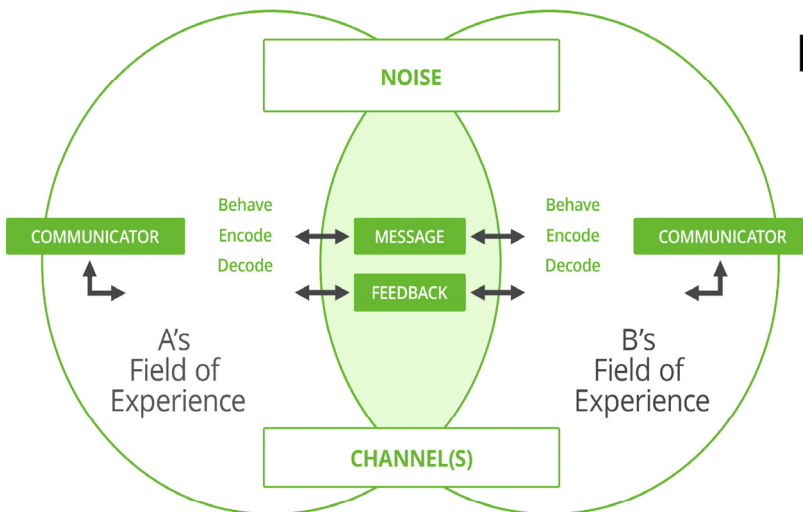 NOISE
Behave
Behave
COMMUNICATOR
Encode
MESSAGE
Encode
COMMUNICATOR
Decode
Decode
FEEDBACK
A's
Field of
Experience
B's
Field of
Experience
CHANNEL(S)